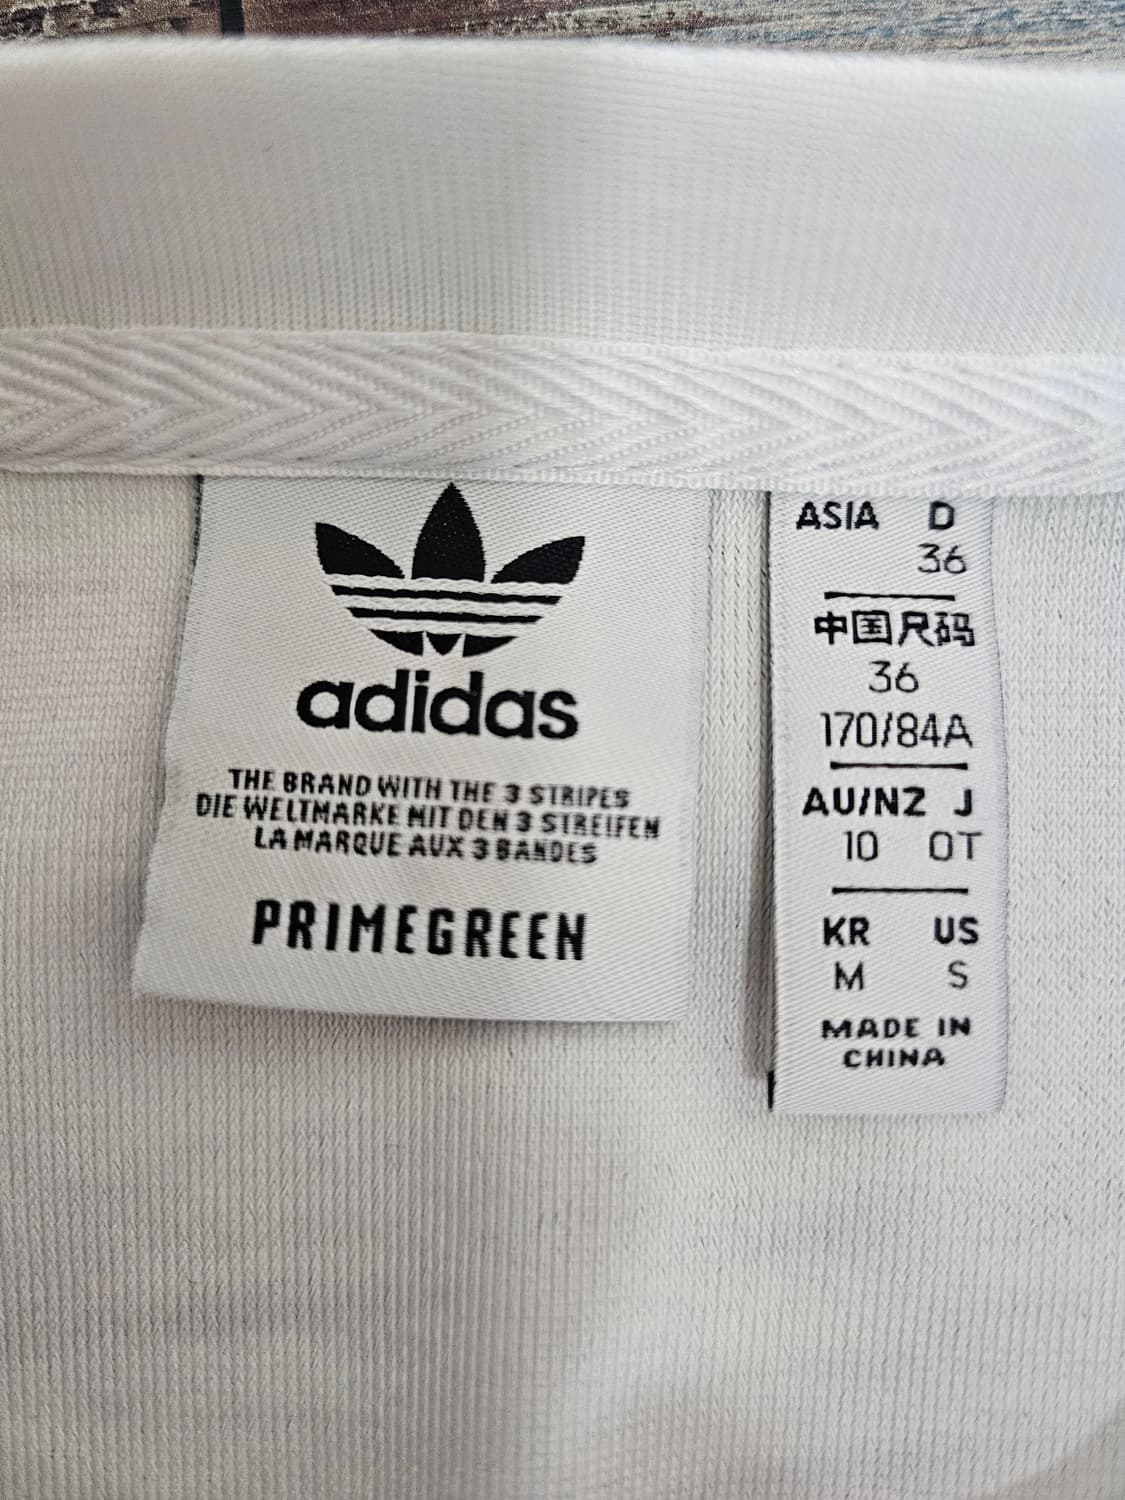 adidas
THE BRAND WITH THE 3 STRIPES
DIE WELTMARKE MIT DEN 3 STREIFEN
LA MARQUE AUX 3 BANDES
PRIMEGREEN
ASIA D
36
中国尺码
36
170/84A
AU/NZ J
10 OT
KR US
M S
MADE IN
CHINA